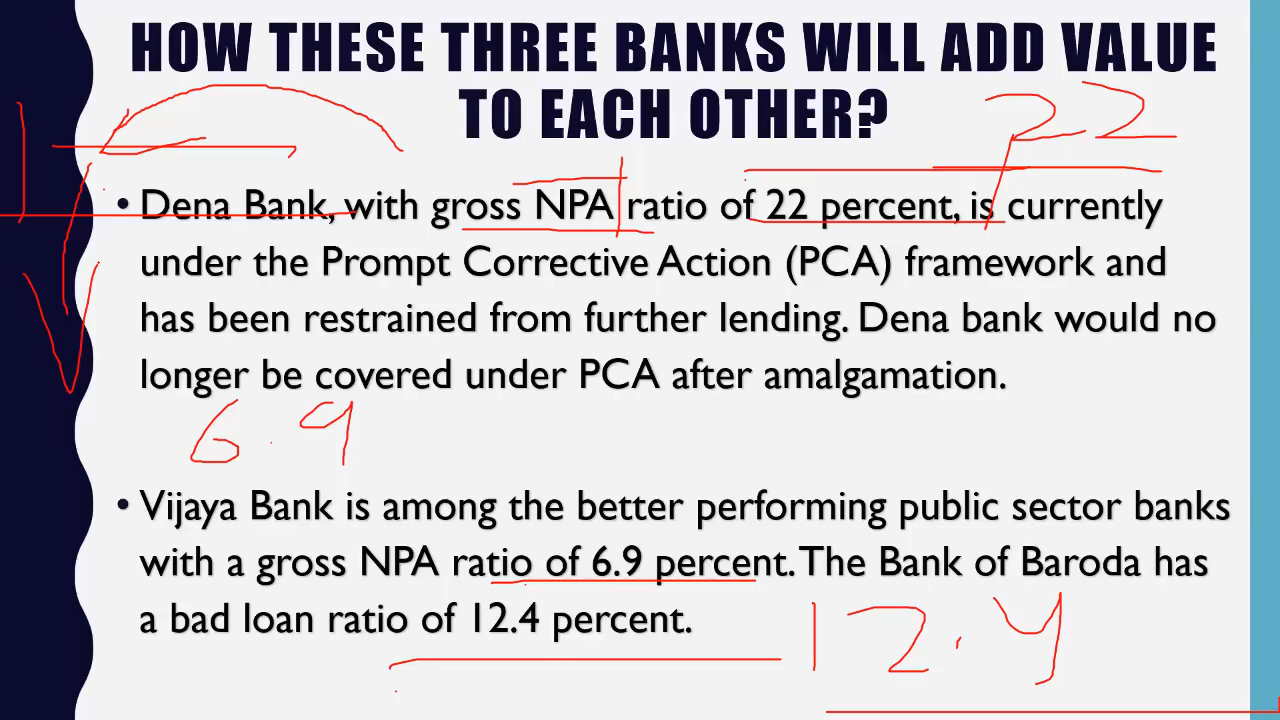 HOW THESE THREE BANKS WILL ADD VALUE
TO EACH OTHER?
22
• Dena Bank, with gross NPA ratio of 22 percent, is currently
under the Prompt Corrective Action (PCA) framework and
has been restrained from further lending. Dena bank would no
longer be covered under PCA after amalgamation.
6.9
• Vijaya Bank is among the better performing public sector banks
with a gross NPA ratio of 6.9 percent. The Bank of Baroda has
a bad loan ratio of 12.4 percent.
12.4